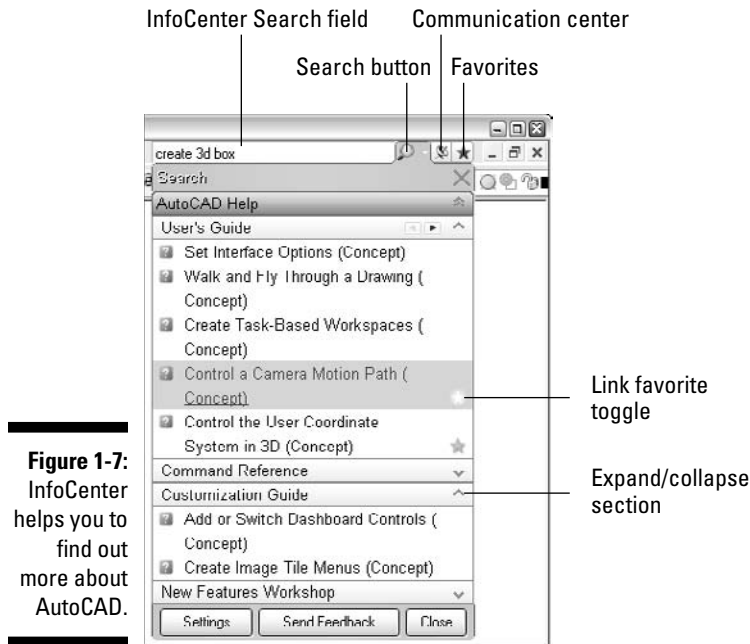 InfoCenter Search field
Communication center
Search button
Favorites
create 3d box
Search
AutoCAD Help
User's Guide
Set Interface Options (Concept)
Walk and Fly Through a Drawing (
Concept)
Create Task-Based Workspaces (
Concept)
Control a Camera Motion Path (
Concept)
Control the User Coordinate
System in 3D (Concept)
Command Reference
Customization Guide
Add or Switch Dashboard Controls (
Concept)
Create Image Tile Menus (Concept)
New Features Workshop
Settings
Send Feedback
Close
Link favorite
toggle
Expand/collapse
section
Figure 1-7:
InfoCenter
helps you to
find out
more about
AutoCAD.